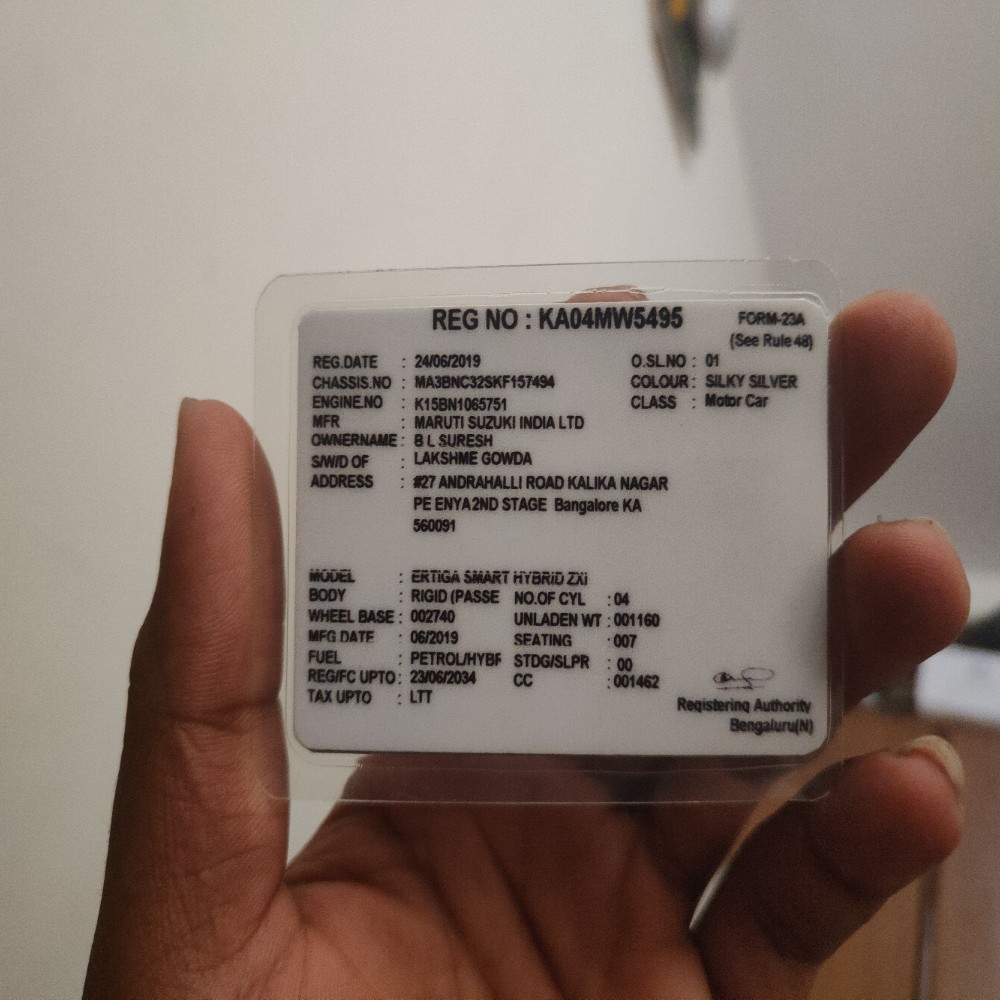 REG NO : KA04MW5495
FORM-23A
(See Rule 48)
REG.DATE : 24/06/2019 O.SL.NO : 01
CHASSIS.NO : MA3BNC32SKF157494 COLOUR : SILKY SILVER
ENGINE.NO : K15BN1065751 CLASS : Motor Car
MFR : MARUTI SUZUKI INDIA LTD
OWNERNAME : B L SURESH
S/W/D OF : LAKSHME GOWDA
ADDRESS : #27 ANDRAHALLI ROAD KALIKA NAGAR
PE ENYA2ND STAGE Bangalore KA
560091
MODEL : ERTIGA SMART HYBRID ZXI
BODY : RIGID (PASSE NO.OF CYL : 04
WHEEL BASE : 002740 UNLADEN WT : 001160
MFG.DATE : 06/2019 SEATING : 007
FUEL : PETROL/HYBR STDG/SLPR : 00
REG/FC UPTO : 23/06/2034 CC : 001462
TAX UPTO : LTT
Registering Authority
Bengaluru(N)